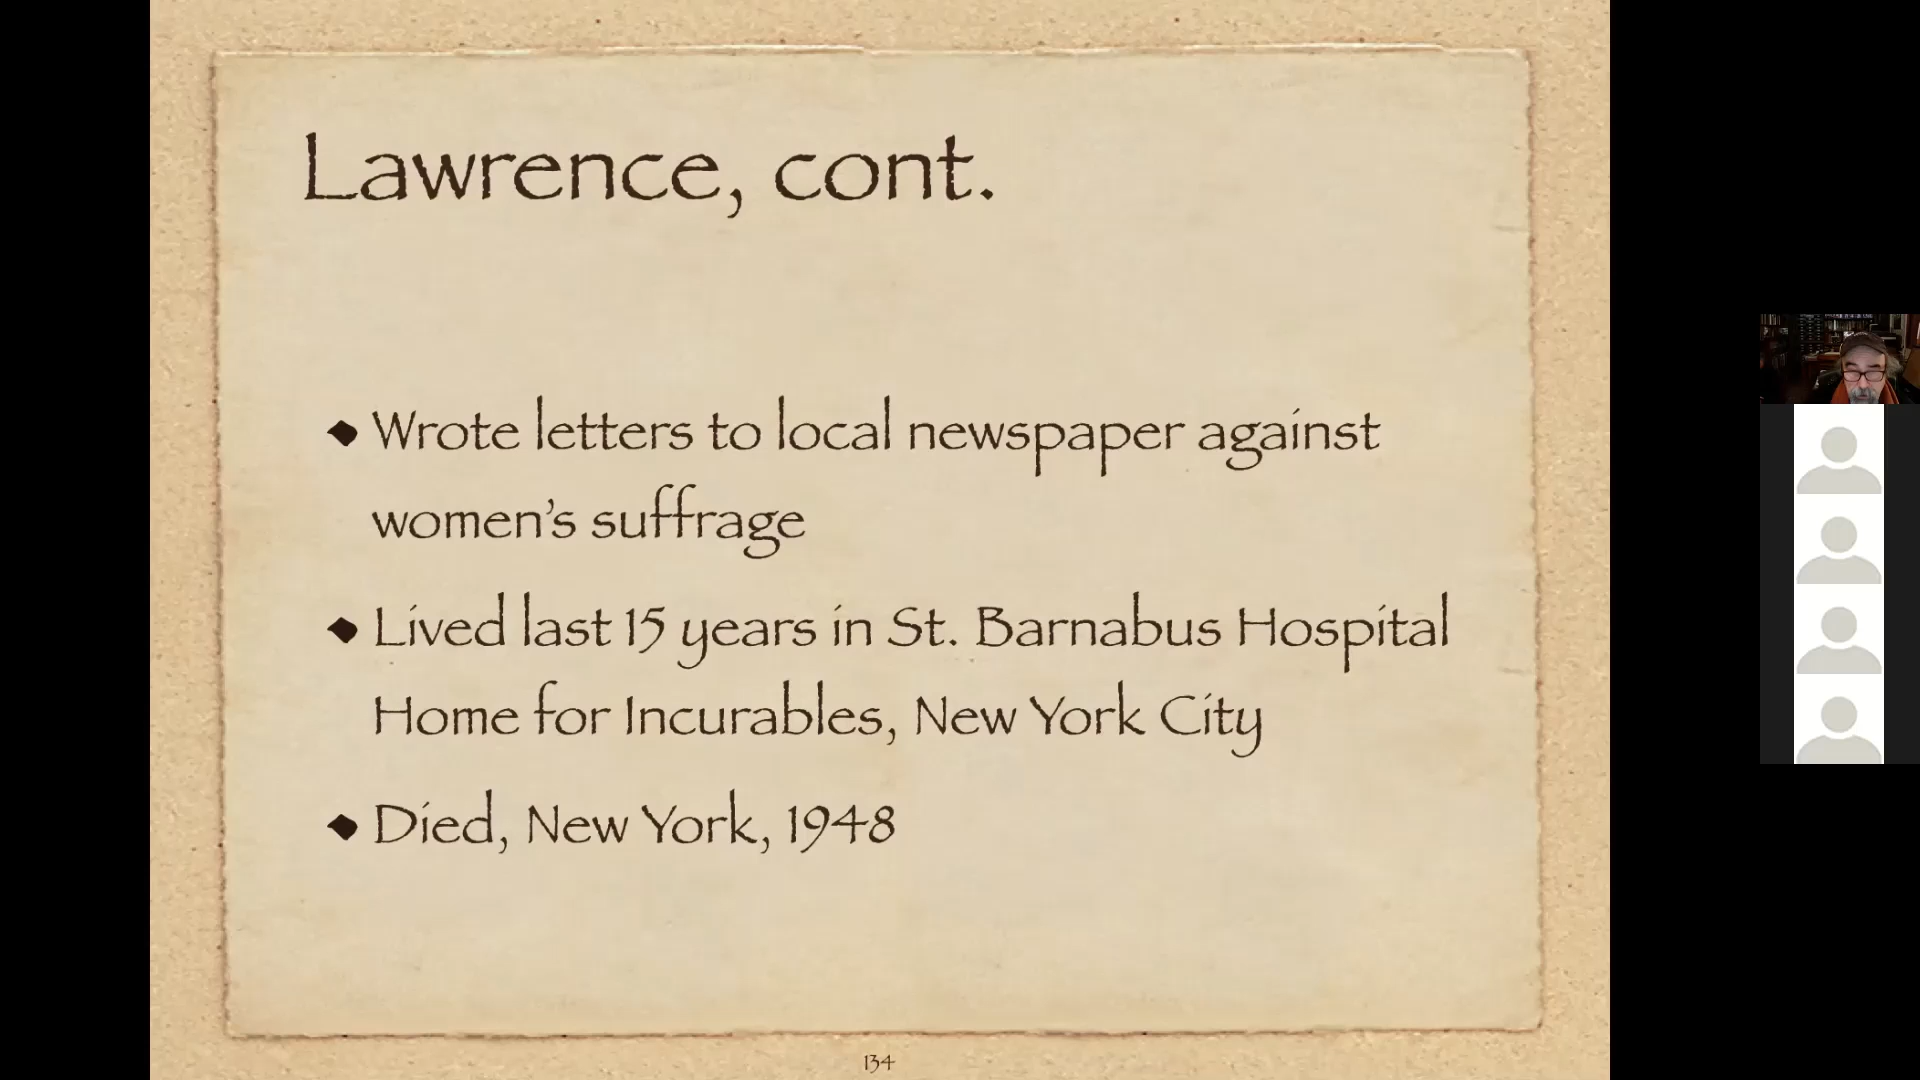 Lawrence, cont.
Wrote letters to local newspaper against
women's suffrage
Lived last 15 years in St. Barnabus Hospital
Home for Incurables, New York City
Died, New York, 1948
134